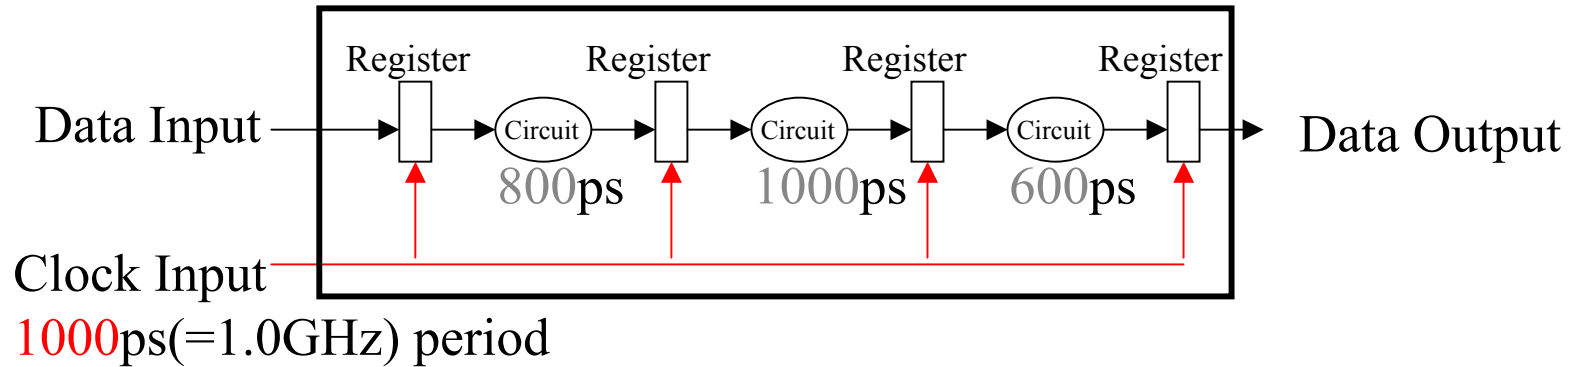 Register Register Register Register
Data Input Circuit Circuit Circuit Data Output
800ps 1000ps 600ps
Clock Input
1000ps(=1.0GHz) period